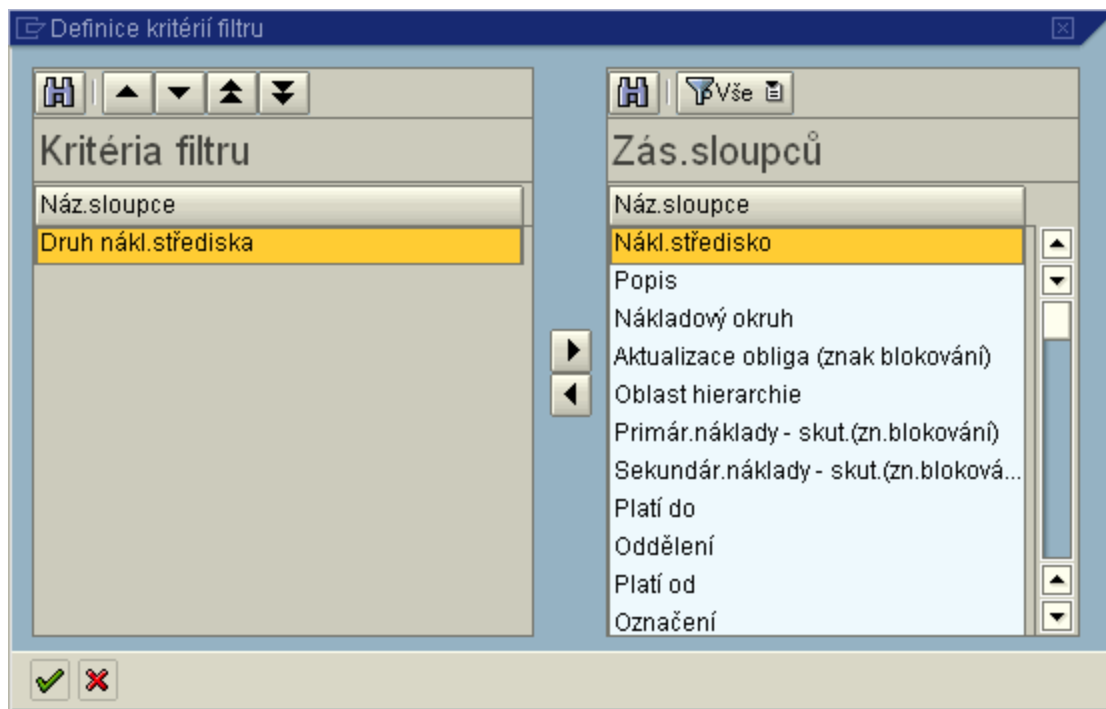 Definice kritérií filtru
Vše
Kritéria filtru
Zás.sloupců
Náz.sloupce
Náz.sloupce
Druh nákl.střediska
Nákl.středisko
Popis
Nákladový okruh
Aktualizace obliga (znak blokování)
Oblast hierarchie
Primár.náklady - skut.(zn.blokování)
Sekundár.náklady - skut.(zn.bloková...
Platí do
Oddělení
Platí od
Označení